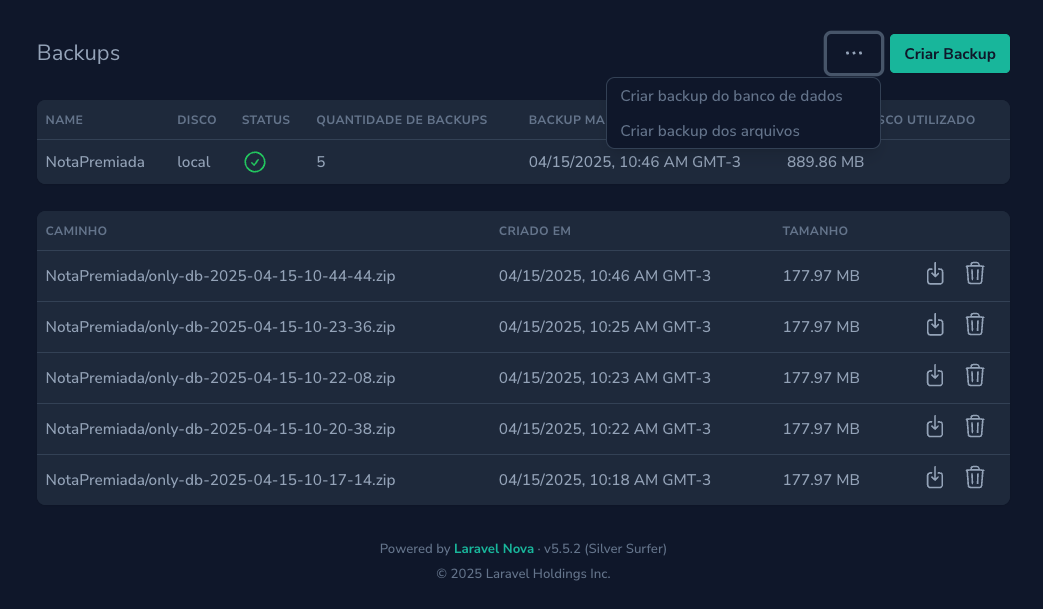 Backups
...
Criar Backup
Criar backup do banco de dados
Criar backup dos arquivos
NAME DISCO STATUS QUANTIDADE DE BACKUPS BACKUP MA SCO UTILIZADO
NotaPremiada local 5 04/15/2025, 10:46 AM GMT-3 889.86 MB
CAMINHO CRIADO EM TAMANHO
NotaPremiada/only-db-2025-04-15-10-44-44.zip 04/15/2025, 10:46 AM GMT-3 177.97 MB
NotaPremiada/only-db-2025-04-15-10-23-36.zip 04/15/2025, 10:25 AM GMT-3 177.97 MB
NotaPremiada/only-db-2025-04-15-10-22-08.zip 04/15/2025, 10:23 AM GMT-3 177.97 MB
NotaPremiada/only-db-2025-04-15-10-20-38.zip 04/15/2025, 10:22 AM GMT-3 177.97 MB
NotaPremiada/only-db-2025-04-15-10-17-14.zip 04/15/2025, 10:18 AM GMT-3 177.97 MB
Powered by Laravel Nova · v5.5.2 (Silver Surfer)
© 2025 Laravel Holdings Inc.